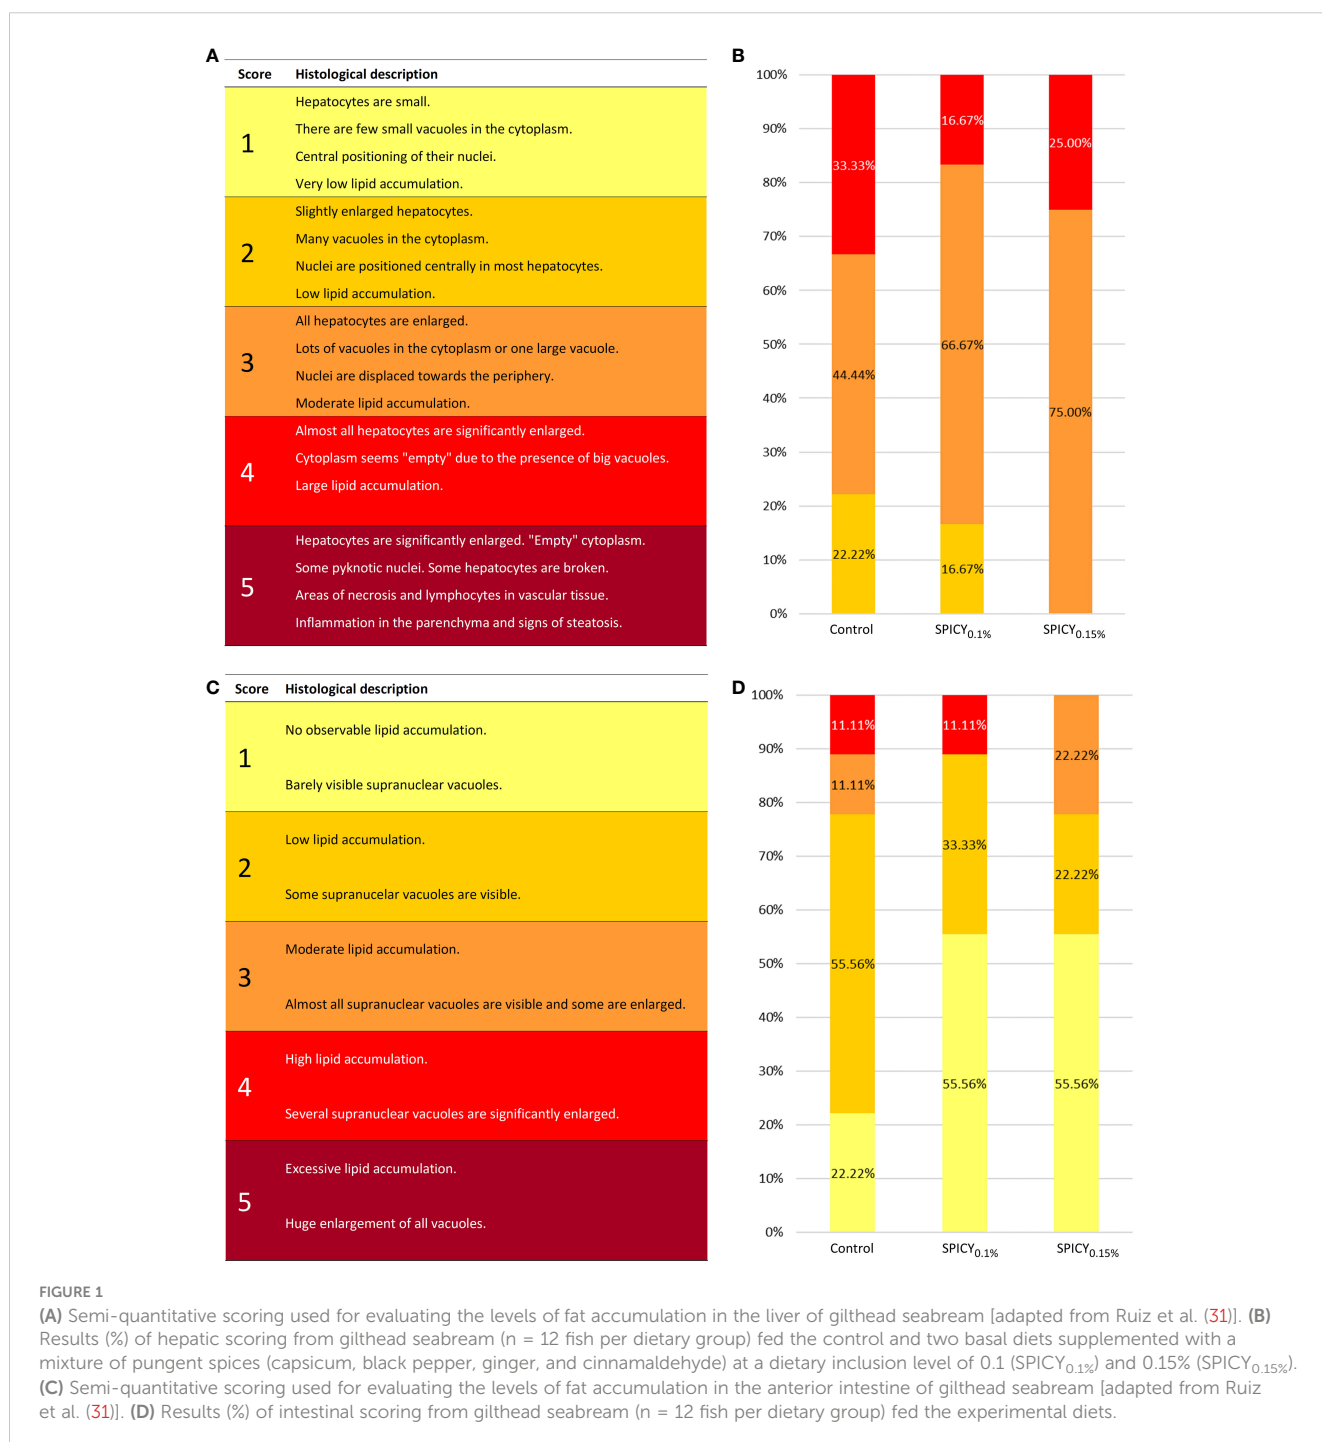 A
Score Histological description
1
Hepatocytes are small.
There are few small vacuoles in the cytoplasm.
Central positioning of their nuclei.
Very low lipid accumulation.
2
Slightly enlarged hepatocytes.
Many vacuoles in the cytoplasm.
Nuclei are positioned centrally in most hepatocytes.
Low lipid accumulation.
3
All hepatocytes are enlarged.
Lots of vacuoles in the cytoplasm or one large vacuole.
Nuclei are displaced towards the periphery.
Moderate lipid accumulation.
4
Almost all hepatocytes are significantly enlarged.
Cytoplasm seems "empty" due to the presence of big vacuoles.
Large lipid accumulation.
5
Hepatocytes are significantly enlarged. "Empty" cytoplasm.
Some pyknotic nuclei. Some hepatocytes are broken.
Areas of necrosis and lymphocytes in vascular tissue.
Inflammation in the parenchyma and signs of steatosis.
B
100%
90%
80%
70%
60%
50%
40%
30%
20%
10%
0%
33.33%
44.44%
22.22%
16.67%
66.67%
16.67%
25.00%
75.00%
Control SPICY0.1% SPICY0.15%
C
Score Histological description
1
No observable lipid accumulation.
Barely visible supranuclear vacuoles.
2
Low lipid accumulation.
Some supranucelar vacuoles are visible.
3
Moderate lipid accumulation.
Almost all supranuclear vacuoles are visible and some are enlarged.
4
High lipid accumulation.
Several supranuclear vacuoles are significantly enlarged.
5
Excessive lipid accumulation.
Huge enlargement of all vacuoles.
D
100%
90%
80%
70%
60%
50%
40%
30%
20%
10%
0%
11.11%
11.11%
55.56%
22.22%
11.11%
33.33%
55.56%
22.22%
22.22%
55.56%
Control SPICY0.1% SPICY0.15%
FIGURE 1
(A) Semi-quantitative scoring used for evaluating the levels of fat accumulation in the liver of gilthead seabream [adapted from Ruiz et al. (31)]. (B)
Results (%) of hepatic scoring from gilthead seabream (n = 12 fish per dietary group) fed the control and two basal diets supplemented with a
mixture of pungent spices (capsicum, black pepper, ginger, and cinnamaldehyde) at a dietary inclusion level of 0.1 (SPICY0.1%) and 0.15% (SPICY0.15%).
(C) Semi-quantitative scoring used for evaluating the levels of fat accumulation in the anterior intestine of gilthead seabream [adapted from Ruiz
et al. (31)]. (D) Results (%) of intestinal scoring from gilthead seabream (n = 12 fish per dietary group) fed the experimental diets.